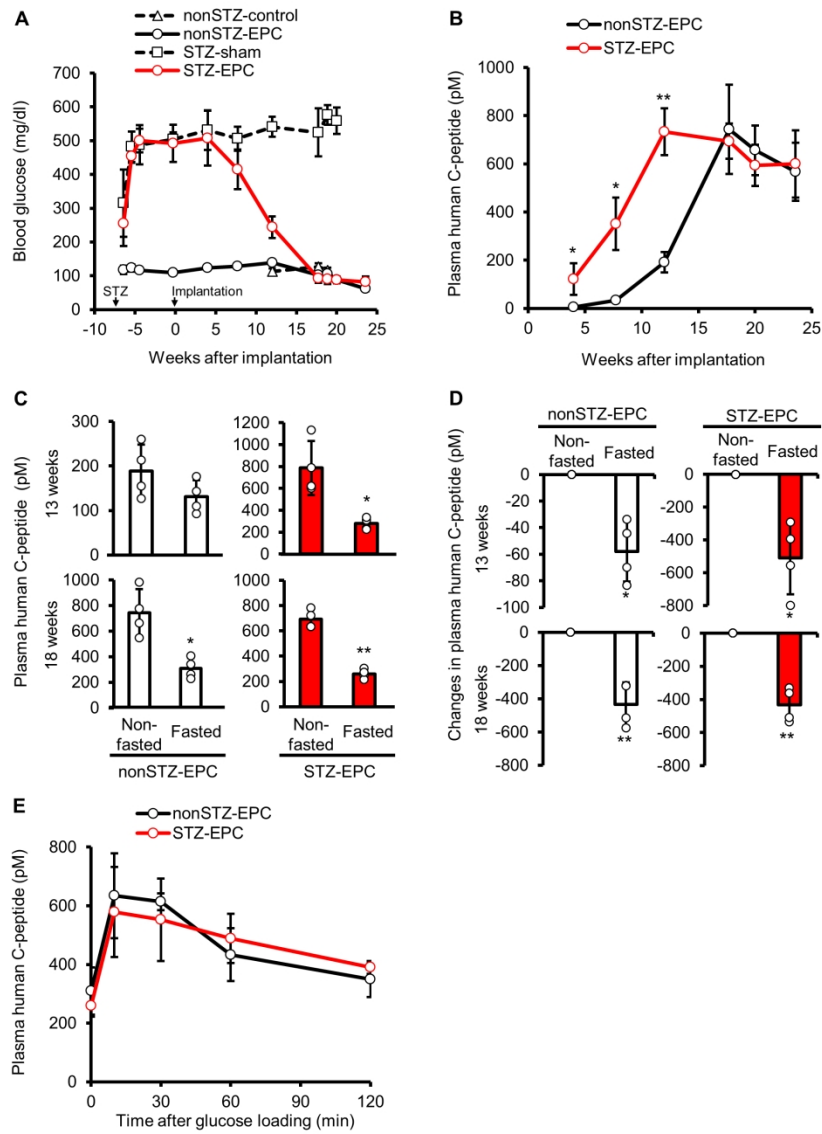 A
nonSTZ-control
nonSTZ-EPC
STZ-sham
STZ-EPC
Blood glucose (mg/dl)
700
600
500
400
300
200
100
0
STZ
Implantation
-10 -5 0 5 10 15 20 25
Weeks after implantation
B
nonSTZ-EPC
STZ-EPC
Plasma human C-peptide (pM)
1000
800
600
400
200
0
*
*
**
0 5 10 15 20 25
Weeks after implantation
C
Plasma human C-peptide (pM)
13 weeks
300
200
100
0
1200
1000
800
600
400
200
0
*
18 weeks
1000
800
600
400
200
0
*
1000
800
600
400
200
0
**
Non-
fasted
Fasted
nonSTZ-EPC
Non-
fasted
Fasted
STZ-EPC
D
nonSTZ-EPC
STZ-EPC
Non-
fasted
Fasted
Non-
fasted
Fasted
Changes in plasma human C-peptide (pM)
13 weeks
0
-20
-40
-60
-80
-100
*
0
-200
-400
-600
-800
*
18 weeks
0
-200
-400
-600
-800
**
0
-200
-400
-600
-800
**
E
nonSTZ-EPC
STZ-EPC
Plasma human C-peptide (pM)
800
600
400
200
0
0 30 60 90 120
Time after glucose loading (min)